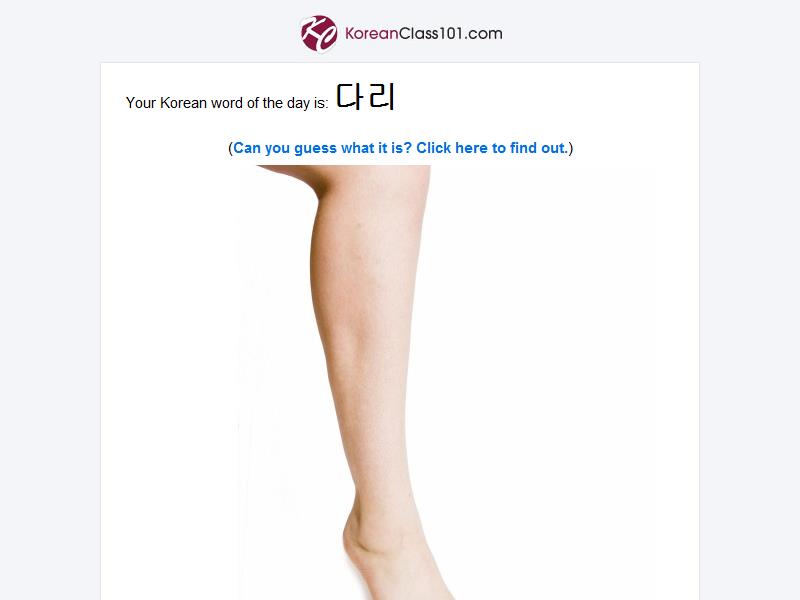 KoreanClass101.com
Your Korean word of the day is: 다리
(Can you guess what it is? Click here to find out.)